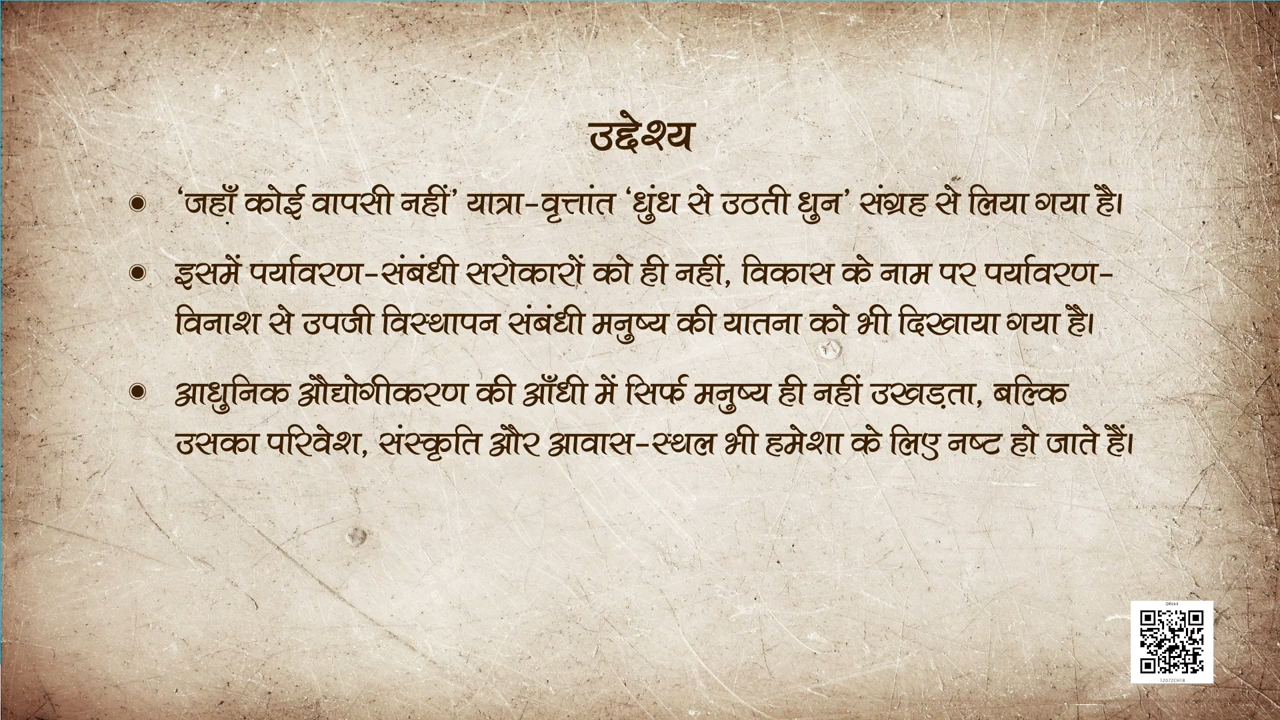 उद्देश्य
‘जहाँ कोई वापसी नहीं’ यात्रा-वृत्तांत ‘धुंध से उठती धुन’ संग्रह से लिया गया है।
इसमें पर्यावरण-संबंधी सरोकारों को ही नहीं, विकास के नाम पर पर्यावरण-
विनाश से उपजी विस्थापन संबंधी मनुष्य की यातना को भी दिखाया गया है।
आधुनिक औद्योगीकरण की आँधी में सिर्फ मनुष्य ही नहीं उखड़ता, बल्कि
उसका परिवेश, संस्कृति और आवास-स्थल भी हमेशा के लिए नष्ट हो जाते हैं।